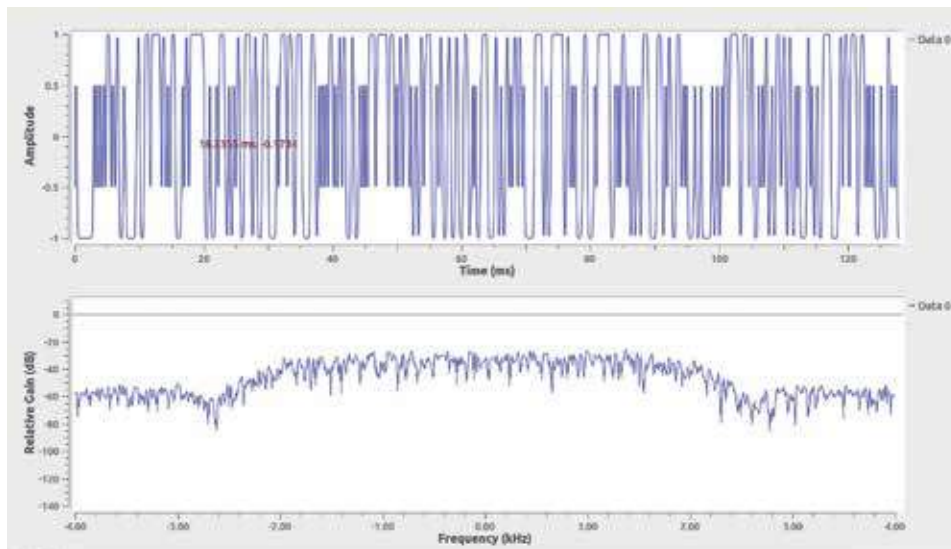 Data 0
Amplitude
1
0.5
0
-0.5
-1
0 20 40 60 80 100 120
Time (ms)
Data 0
Relative Gain (dB)
0
-20
-40
-60
-80
-100
-120
-140
-4.00 -3.00 -2.00 -1.00 0.00 1.00 2.00 3.00 4.00
Frequency (kHz)